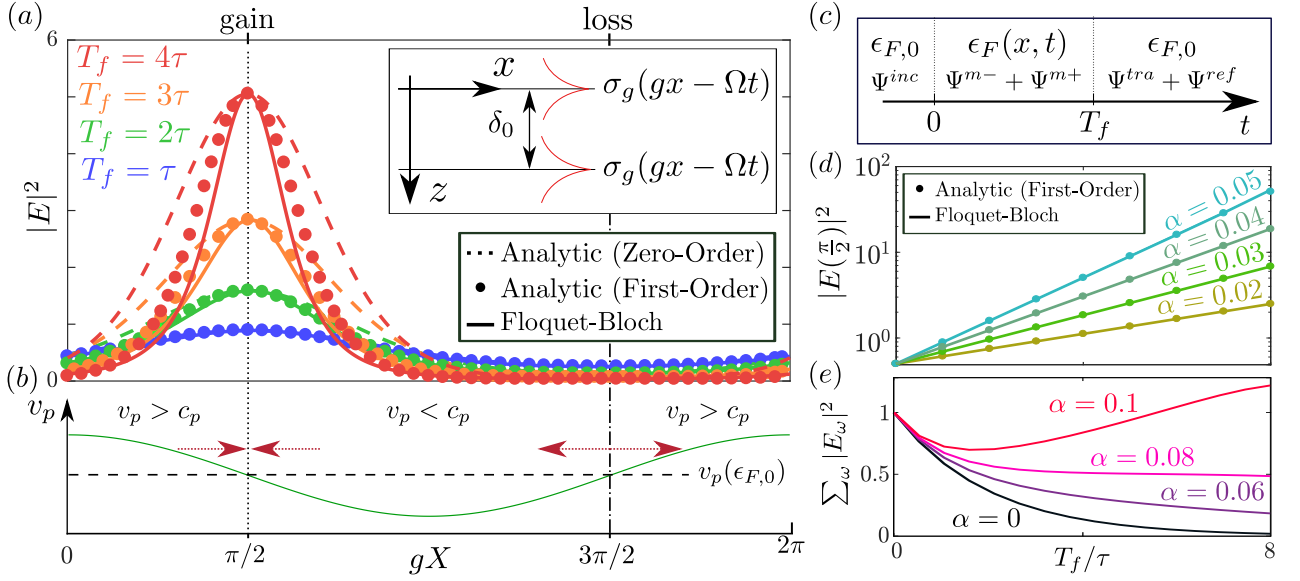 (a)
gain
loss
6
T_f = 4τ
T_f = 3τ
T_f = 2τ
T_f = τ
|E|^2
0
x
z
δ_0
σ_g(gx − Ωt)
σ_g(gx − Ωt)
Analytic (Zero-Order)
Analytic (First-Order)
Floquet-Bloch
(b)
v_p
v_p > c_p
v_p < c_p
v_p > c_p
v_p(ϵ_{F,0})
0
π/2
gX
3π/2
2π
(c)
ϵ_{F,0}
ϵ_F(x, t)
ϵ_{F,0}
Ψ^{inc}
Ψ^{m−} + Ψ^{m+}
Ψ^{tra} + Ψ^{ref}
0
T_f
t
(d)
10^2
10^1
10^0
|E(π/2)|^2
Analytic (First-Order)
Floquet-Bloch
α = 0.05
α = 0.04
α = 0.03
α = 0.02
(e)
1
0.5
0
∑_ω |E_ω|^2
α = 0.1
α = 0.08
α = 0.06
α = 0
0
T_f/τ
8